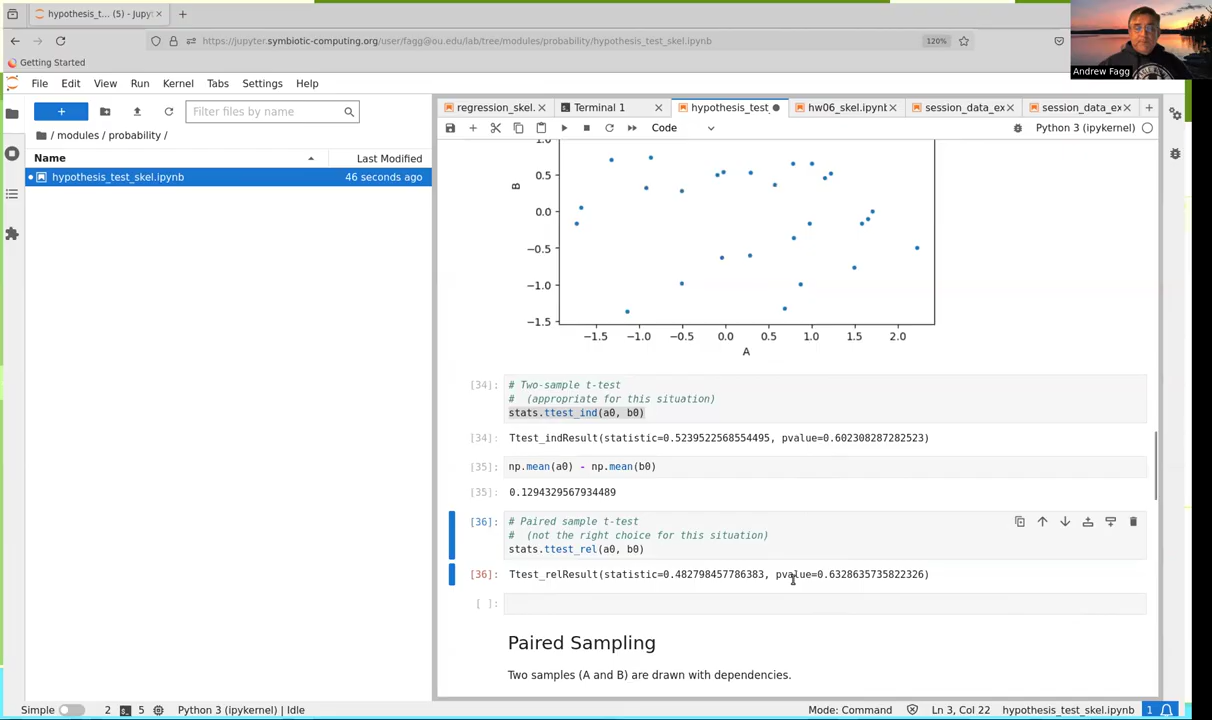 hypothesis_t... (5) - Jupyt
https://jupyter.symbiotic-computing.org/user/fagg@ou.edu/lab/tree/modules/probability/hypothesis_test_skel.ipynb
120%
Getting Started
Andrew Fagg
File Edit View Run Kernel Tabs Settings Help
Filter files by name
/ modules / probability /
Name Last Modified
hypothesis_test_skel.ipynb 46 seconds ago
regression_skel. Terminal 1 hypothesis_test hw06_skel.ipynt session_data_ex session_data_ex
Code
Python 3 (ipykernel)
1.0
0.5
0.0
−0.5
−1.0
−1.5
B
−1.5 −1.0 −0.5 0.0 0.5 1.0 1.5 2.0
A
[34]: # Two-sample t-test
# (appropriate for this situation)
stats.ttest_ind(a0, b0)
[34]: Ttest_indResult(statistic=0.5239522568554495, pvalue=0.602308287282523)
[35]: np.mean(a0) - np.mean(b0)
[35]: 0.1294329567934489
[36]: # Paired sample t-test
# (not the right choice for this situation)
stats.ttest_rel(a0, b0)
[36]: Ttest_relResult(statistic=0.482798457786383, pvalue=0.6328635735822326)
[ ]:
Paired Sampling
Two samples (A and B) are drawn with dependencies.
Simple 2 5 Python 3 (ipykernel) | Idle
Mode: Command Ln 3, Col 22 hypothesis_test_skel.ipynb 1